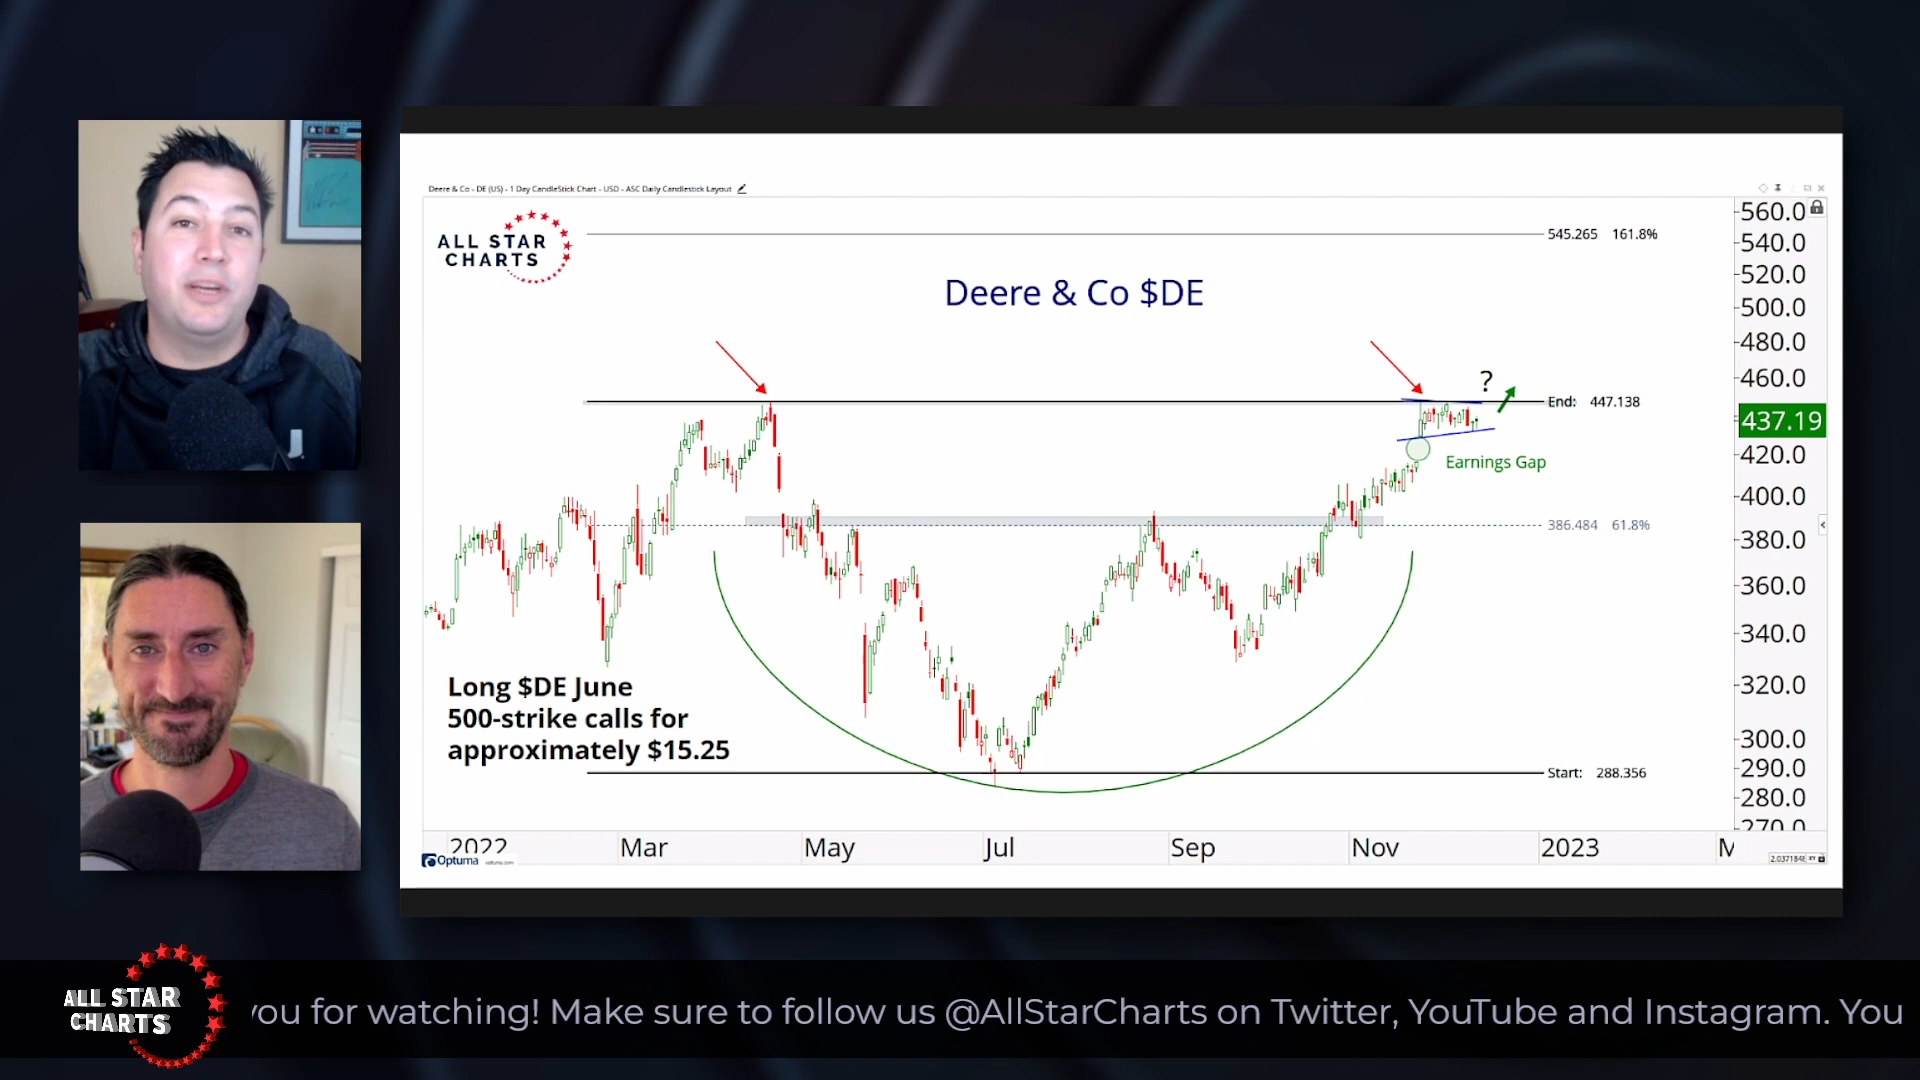 Deere & Co - DE (US) - 1 Day CandleStick Chart - USD - ASC Daily Candlestick Layout
ALL STAR
CHARTS
Deere & Co $DE
545.265 161.8%
?
End: 447.138
Earnings Gap
386.484 61.8%
Long $DE June
500-strike calls for
approximately $15.25
Start: 288.356
560.0
540.0
520.0
500.0
480.0
460.0
437.19
420.0
400.0
380.0
360.0
340.0
320.0
300.0
290.0
280.0
270.0
2022 Mar May Jul Sep Nov 2023 M
Optuma
ALL STAR
CHARTS
you for watching! Make sure to follow us @AllStarCharts on Twitter, YouTube and Instagram. You